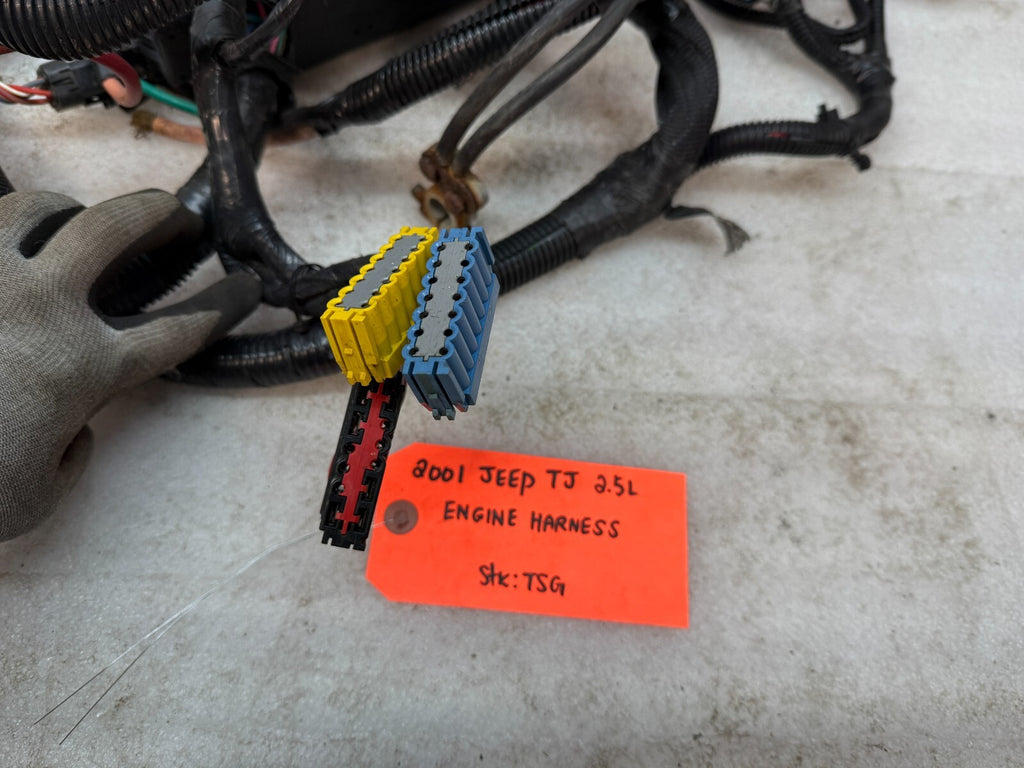 2001 JEEP TJ 2.5L
ENGINE HARNESS
Stk: TSG